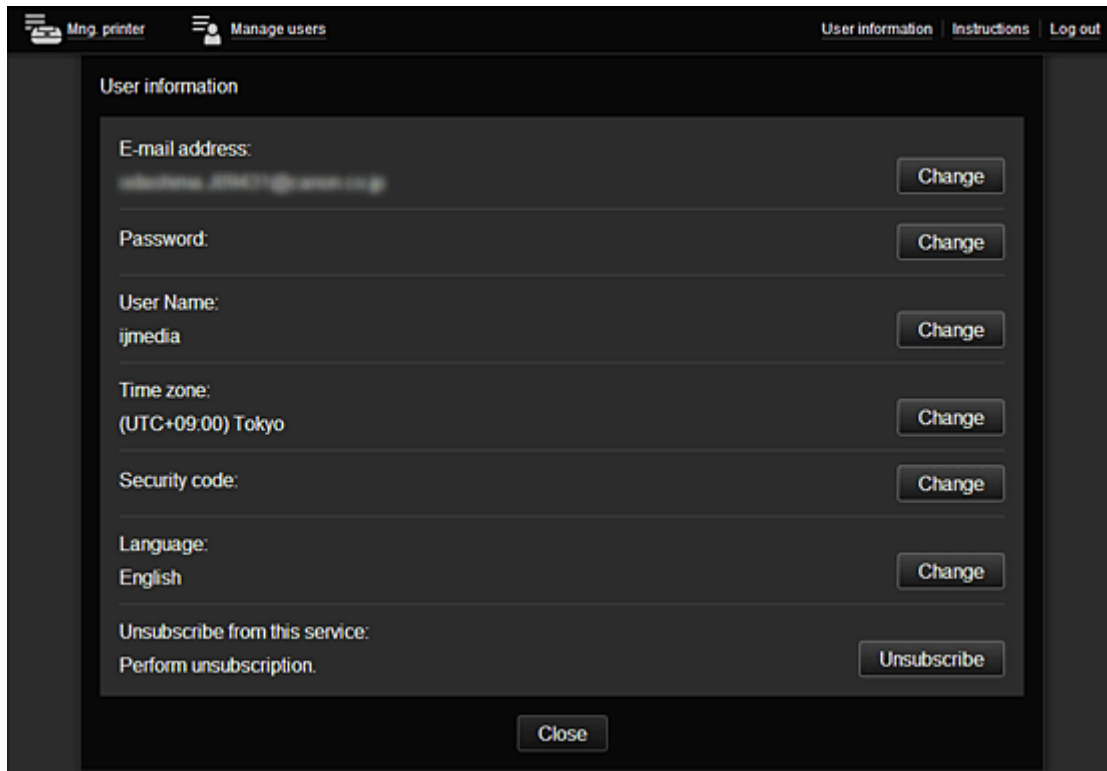 Mng. printer
Manage users
User information
Instructions
Log out
User information
E-mail address:
Change
Password:
Change
User Name:
ijmedia
Change
Time zone:
(UTC+09:00) Tokyo
Change
Security code:
Change
Language:
English
Change
Unsubscribe from this service:
Perform unsubscription.
Unsubscribe
Close